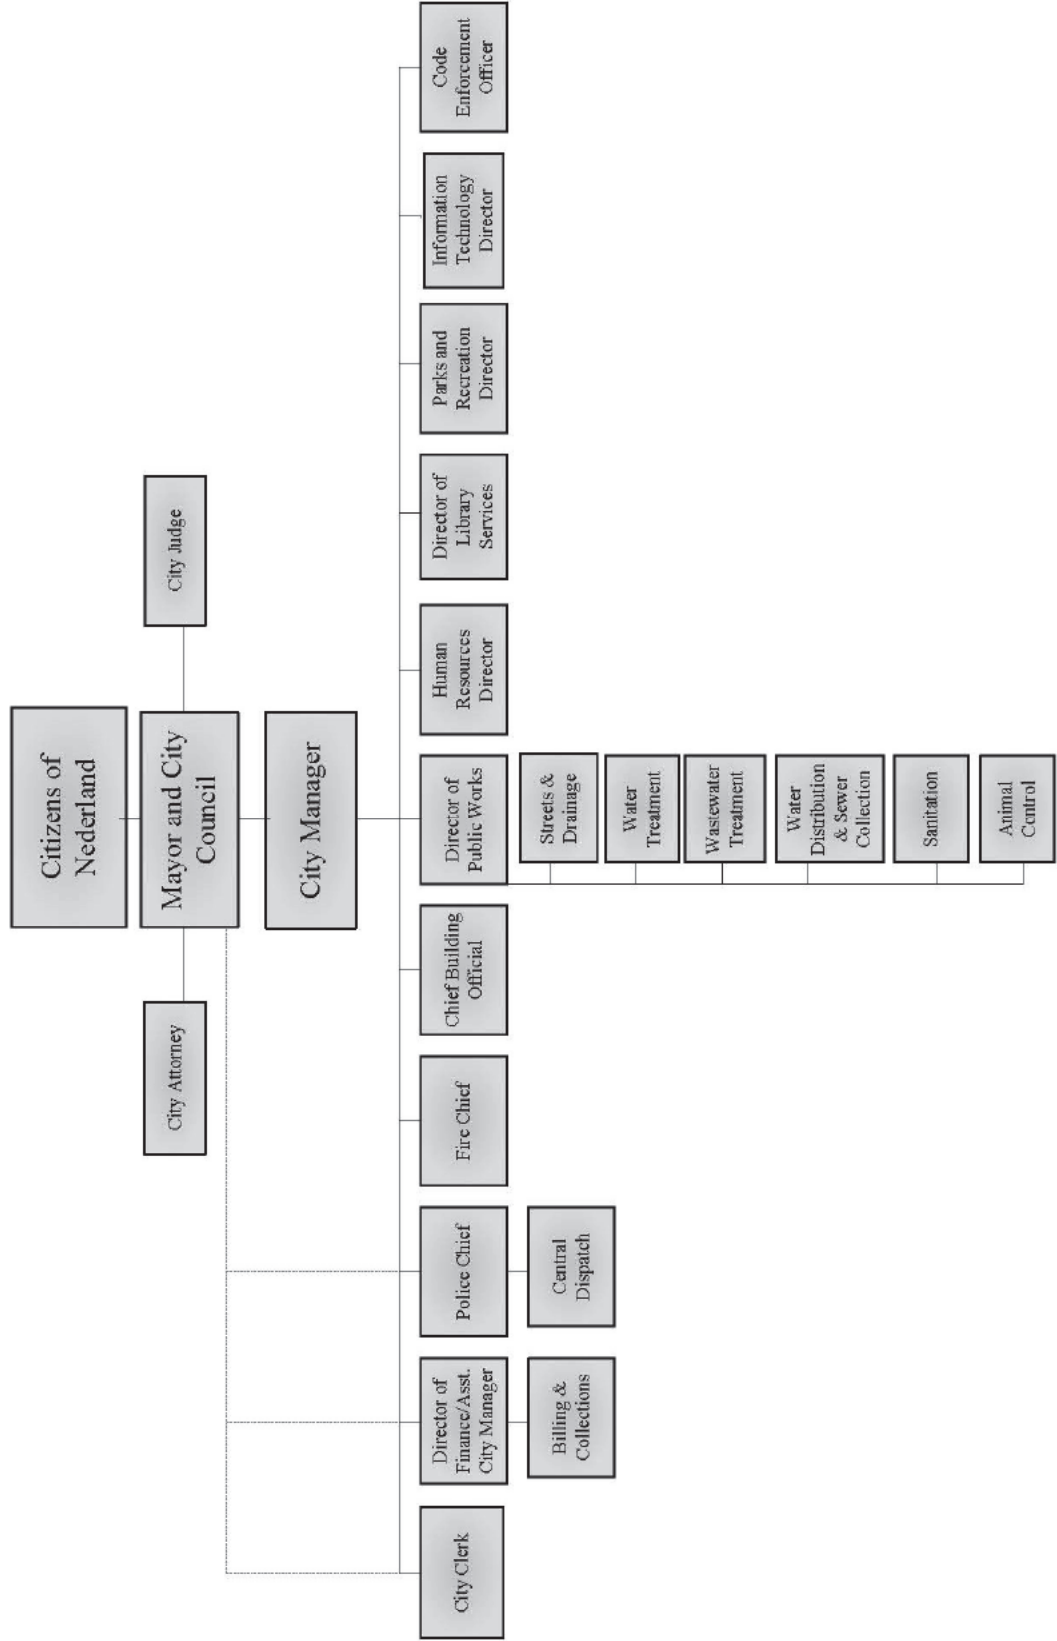 Citizens of
Nederland
City Attorney
Mayor and City
Council
City Judge
City Manager
City Clerk
Director of
Finance/Asst.
City Manager
Police Chief
Fire Chief
Chief Building
Official
Director of
Public Works
Human
Resources
Director
Director of
Library
Services
Parks and
Recreation
Director
Information
Technology
Director
Code
Enforcement
Officer
Billing &
Collections
Central
Dispatch
Streets &
Drainage
Water
Treatment
Wastewater
Treatment
Water
Distribution
& Sewer
Collection
Sanitation
Animal
Control